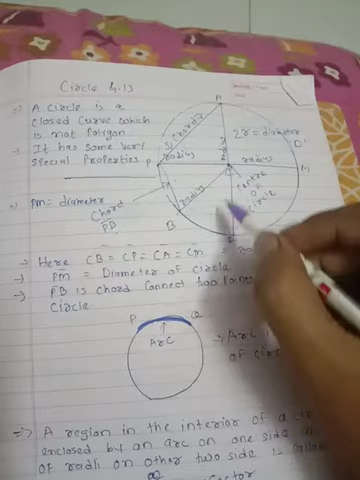 Circle 4.13
→ A circle is a
closed curve which
is not polygon
→ It has some very
special Properties
A
chord
2r = diameter
P
radius
radius
radius
M
D
centre
OF
circle
→ PM = diameter
chord
PB
radius
B
→ Here CB = CP = CA = CM =
→ PM = Diameter of circle
→ PB is chord connect two Poin
circle
P
Q
Arc
→ Arc
of circ
⇒ A region in the interior of a cir
enclosed by an arc on one side
of radii on other two side is called